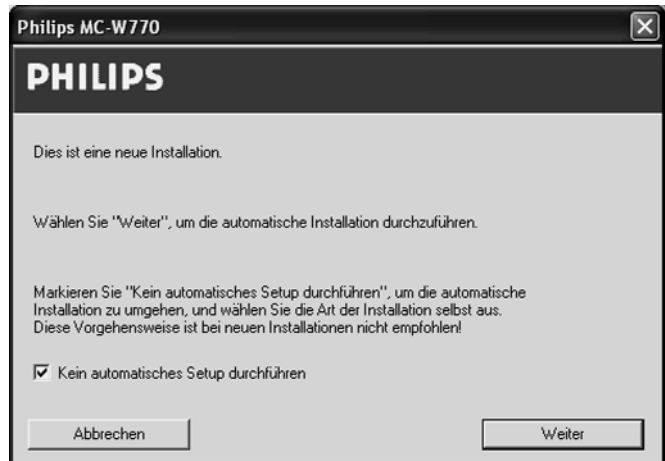 Philips MC-W770
PHILIPS
Dies ist eine neue Installation.
Wählen Sie "Weiter", um die automatische Installation durchzuführen.
Markieren Sie "Kein automatisches Setup durchführen", um die automatische
Installation zu umgehen, und wählen Sie die Art der Installation selbst aus.
Diese Vorgehensweise ist bei neuen Installationen nicht empfohlen!
Kein automatisches Setup durchführen
Abbrechen
Weiter